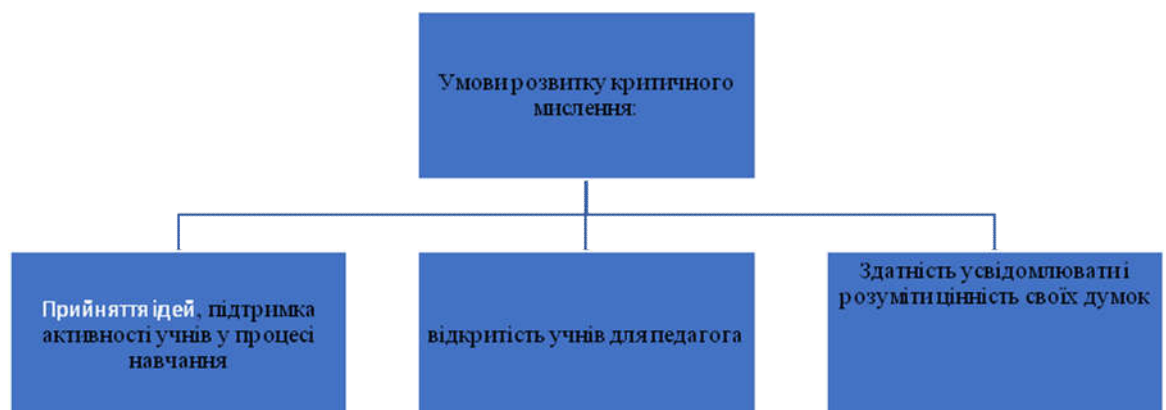 Умови розвитку критичного
мислення:
Прийняття ідей, підтримка
активності учнів у процесі
навчання
відкритість учнів для педагога
Здатність усвідомлювати і
розуміти цінність своїх думок